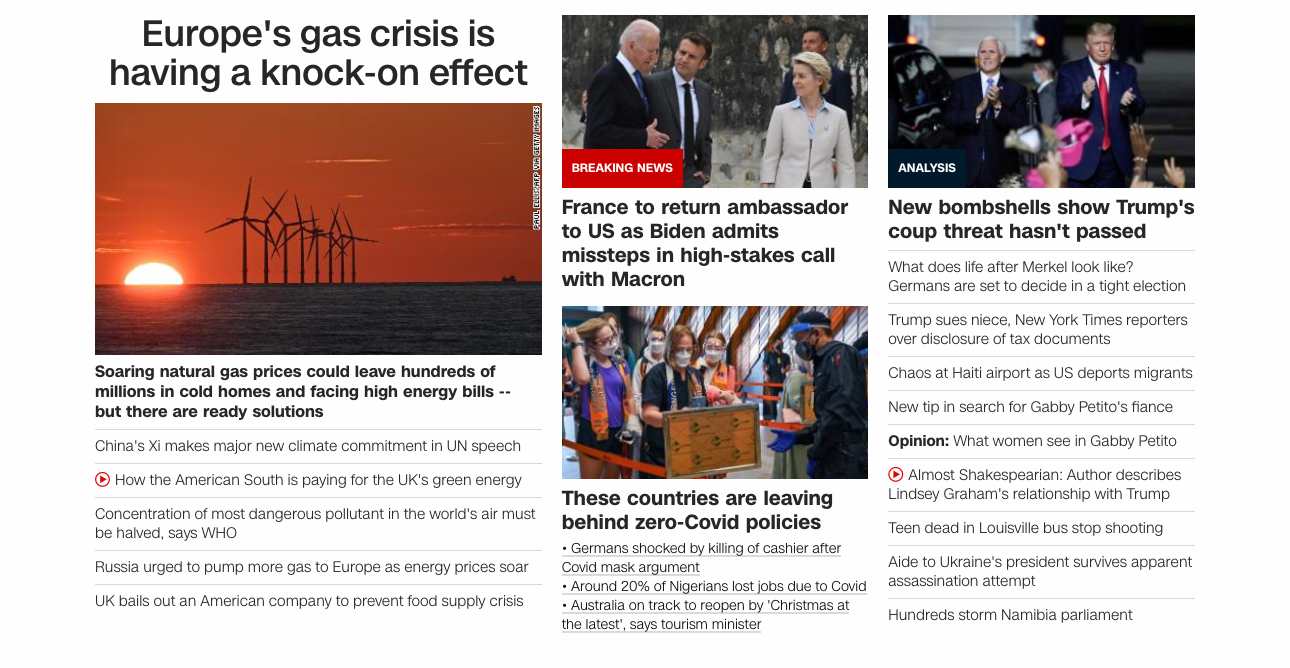 Europe's gas crisis is
having a knock-on effect
PAUL ELLIS/AFP VIA GETTY IMAGES
Soaring natural gas prices could leave hundreds of
millions in cold homes and facing high energy bills --
but there are ready solutions
China's Xi makes major new climate commitment in UN speech
How the American South is paying for the UK's green energy
Concentration of most dangerous pollutant in the world's air must
be halved, says WHO
Russia urged to pump more gas to Europe as energy prices soar
UK bails out an American company to prevent food supply crisis
BREAKING NEWS
France to return ambassador
to US as Biden admits
missteps in high-stakes call
with Macron
These countries are leaving
behind zero-Covid policies
• Germans shocked by killing of cashier after
Covid mask argument
• Around 20% of Nigerians lost jobs due to Covid
• Australia on track to reopen by 'Christmas at
the latest', says tourism minister
ANALYSIS
New bombshells show Trump's
coup threat hasn't passed
What does life after Merkel look like?
Germans are set to decide in a tight election
Trump sues niece, New York Times reporters
over disclosure of tax documents
Chaos at Haiti airport as US deports migrants
New tip in search for Gabby Petito's fiance
Opinion: What women see in Gabby Petito
Almost Shakespearian: Author describes
Lindsey Graham's relationship with Trump
Teen dead in Louisville bus stop shooting
Aide to Ukraine's president survives apparent
assassination attempt
Hundreds storm Namibia parliament